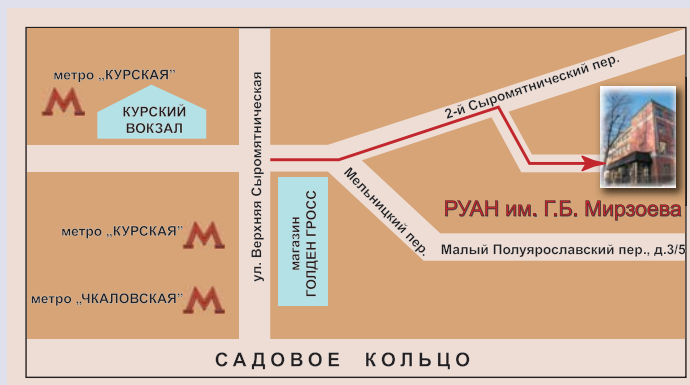 метро „КУРСКАЯ”
М
КУРСКИЙ
ВОКЗАЛ
ул. Верхняя Сыромятническая
2-й Сыромятнический пер.
РУАН им. Г.Б. Мирзоева
Мельницкий пер.
Малый Полуярославский пер., д.3/5
магазин
ГОЛДЕН ГРОСС
метро „КУРСКАЯ” М
метро „ЧКАЛОВСКАЯ” М
САДОВОЕ КОЛЬЦО